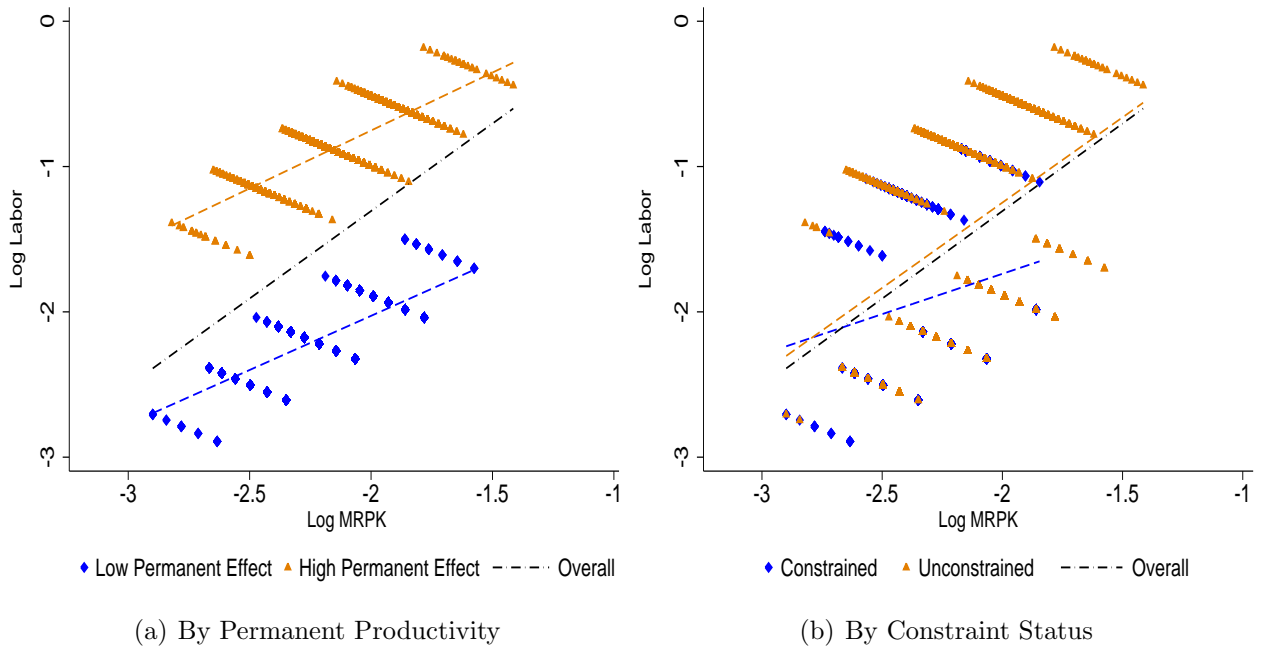 0
-1
-2
-3
Log Labor
-3 -2.5 -2 -1.5 -1
Log MRPK
Low Permanent Effect High Permanent Effect Overall
(a) By Permanent Productivity
0
-1
-2
-3
Log Labor
-3 -2.5 -2 -1.5 -1
Log MRPK
Constrained Unconstrained Overall
(b) By Constraint Status